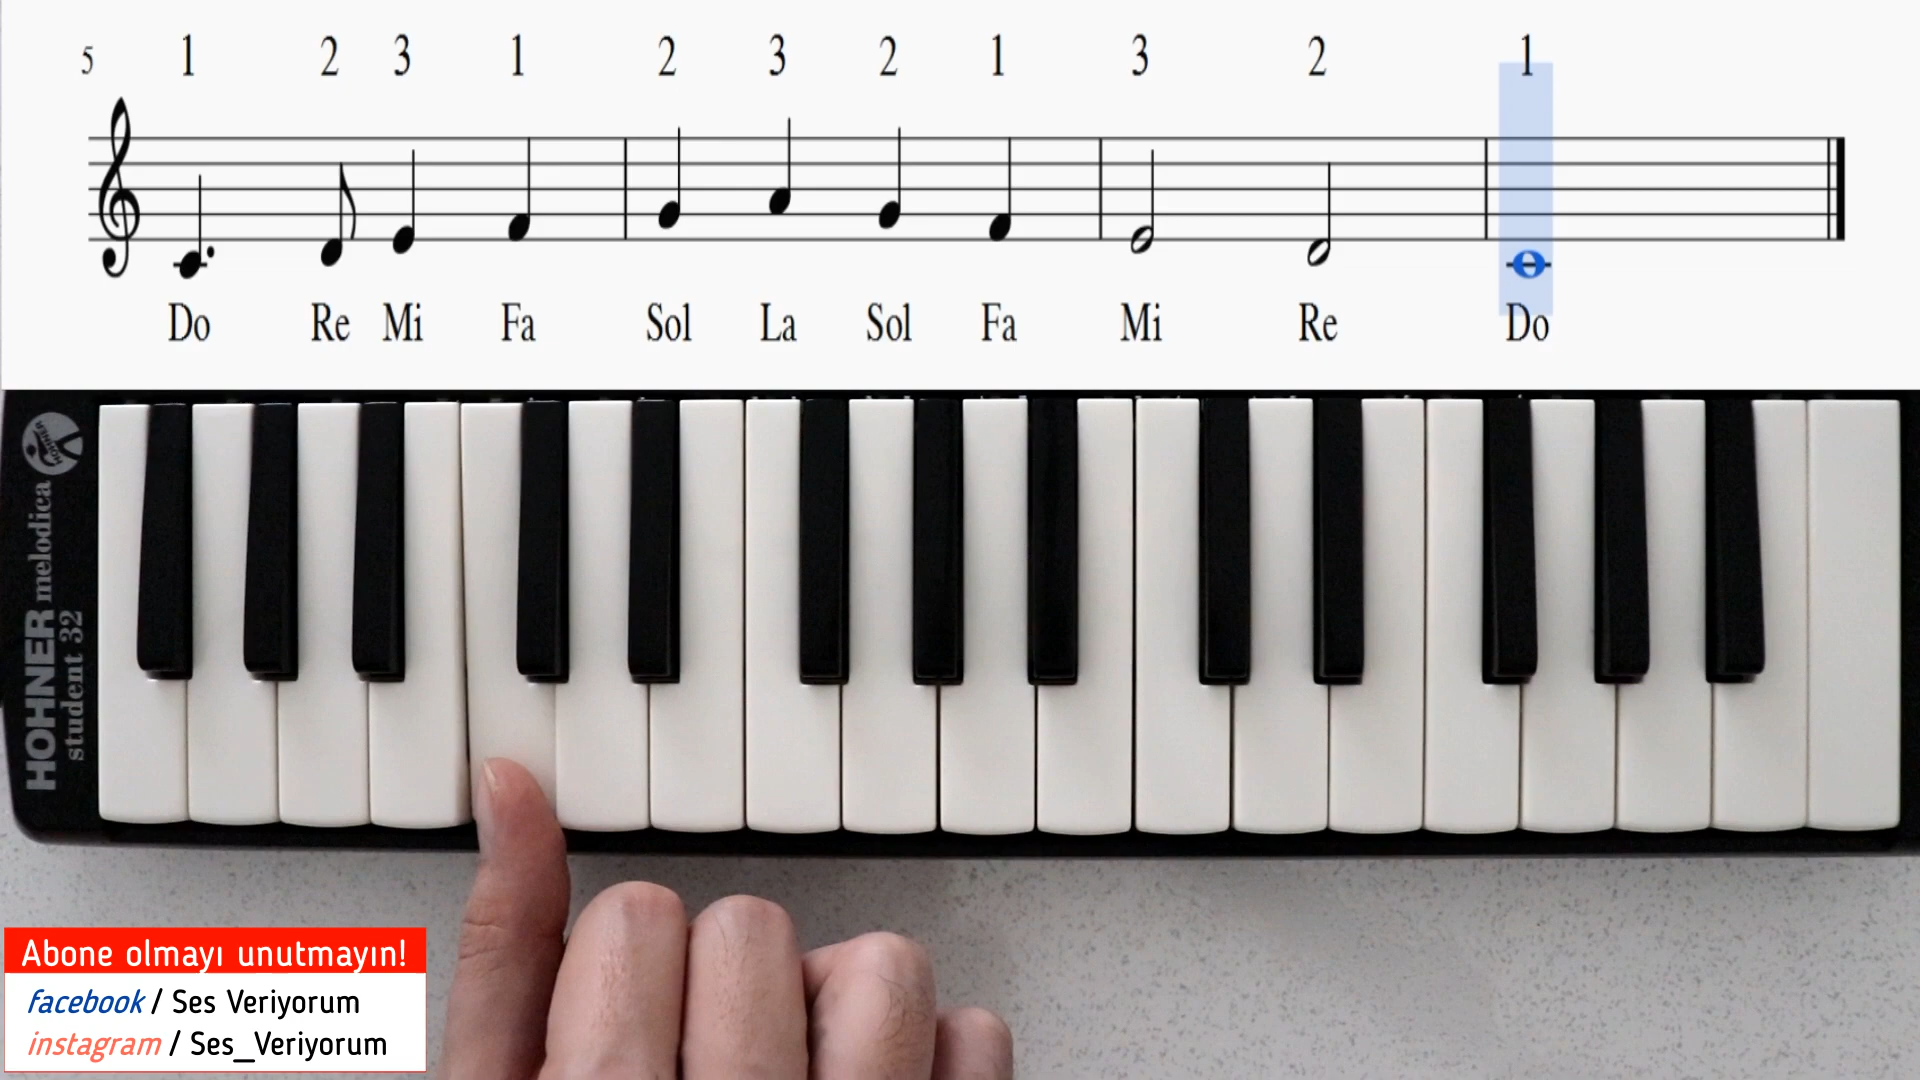 5 1 2 3 1 2 3 2 1 3 2 1
Do Re Mi Fa Sol La Sol Fa Mi Re Do
HOHNER
HOHNER melodica
student 32
Abone olmayı unutmayın!
facebook / Ses Veriyorum
instagram / Ses_Veriyorum